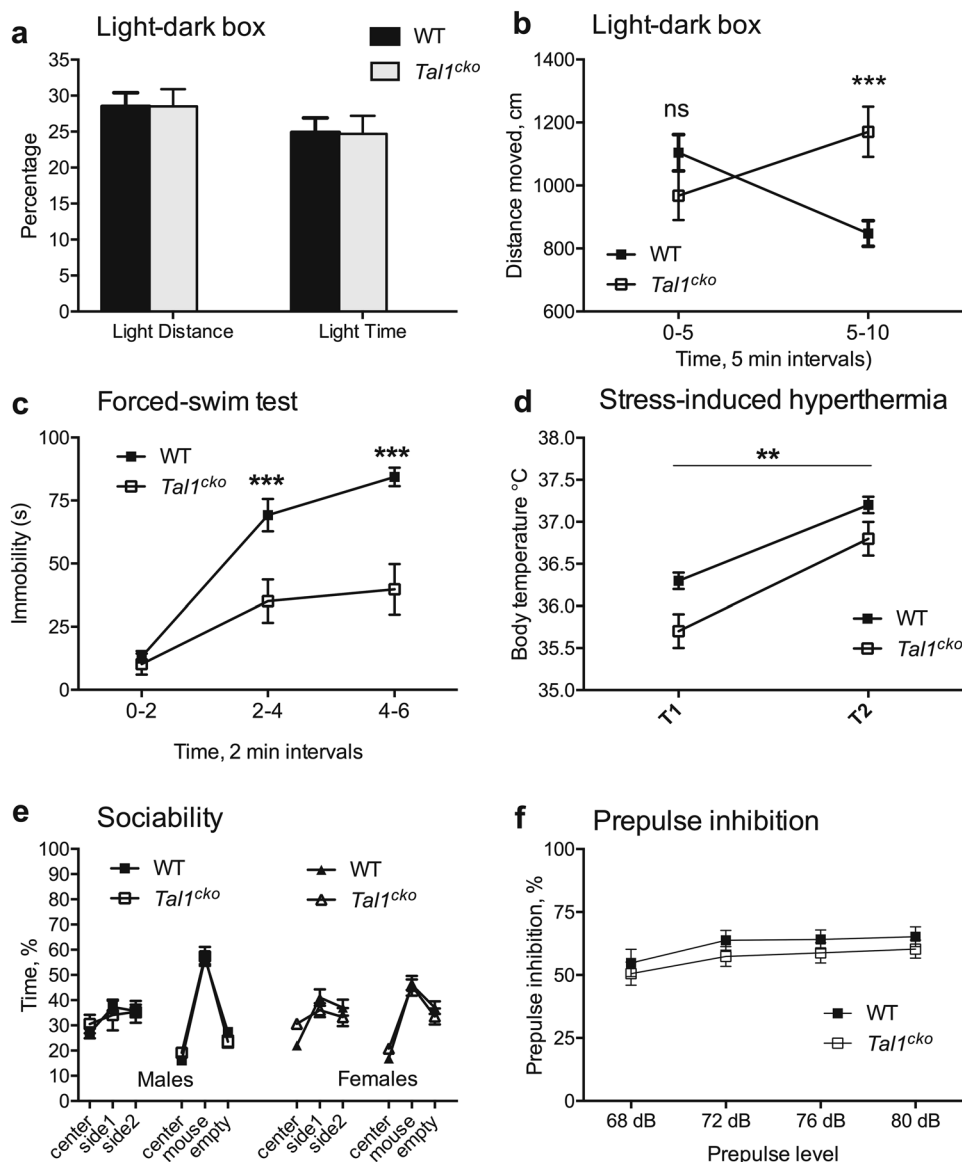 a Light-dark box
WT
Tal1cko
35
30
25
20
15
10
5
0
Percentage
Light Distance
Light Time
b Light-dark box
1400
1200
1000
800
600
Distance moved, cm
ns
***
WT
Tal1cko
0-5
5-10
Time, 5 min intervals)
c Forced-swim test
100
75
50
25
0
Immobility (s)
WT
Tal1cko
***
***
0-2
2-4
4-6
Time, 2 min intervals
d Stress-induced hyperthermia
38.0
37.5
37.0
36.5
36.0
35.5
35.0
Body temperature °C
**
WT
Tal1cko
T1
T2
e Sociability
100
90
80
70
60
50
40
30
20
10
0
Time, %
WT
Tal1cko
WT
Tal1cko
Males
Females
center
side1
side2
center
mouse
empty
center
side1
side2
center
mouse
empty
f Prepulse inhibition
100
75
50
25
0
Prepulse inhibition, %
WT
Tal1cko
68 dB
72 dB
76 dB
80 dB
Prepulse level